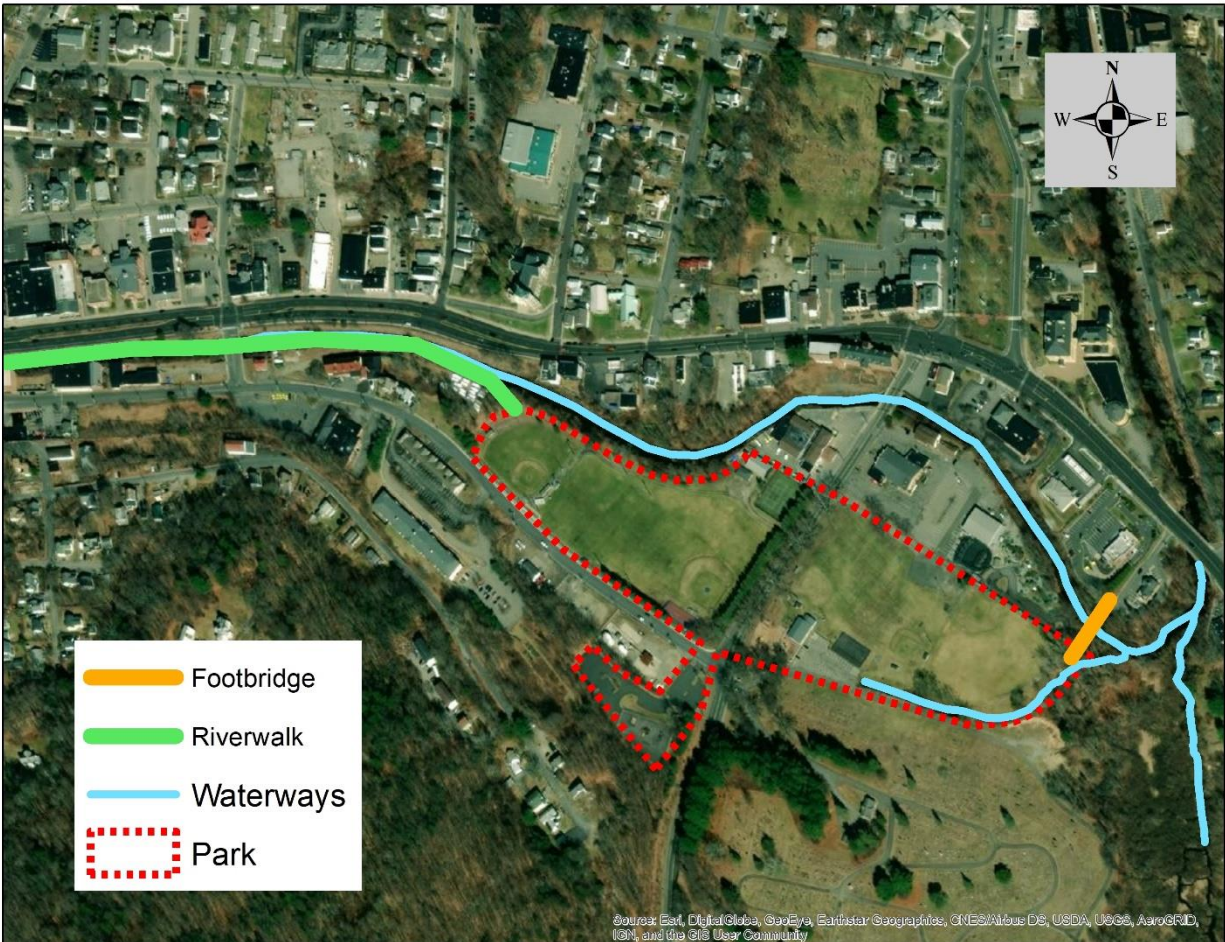 N
W E
S
Footbridge
Riverwalk
Waterways
Park
Source: Esri, DigitalGlobe, GeoEye, Earthstar Geographics, CNES/Airbus DS, USDA, USGS, AeroGRID,
IGN, and the GIS User Community